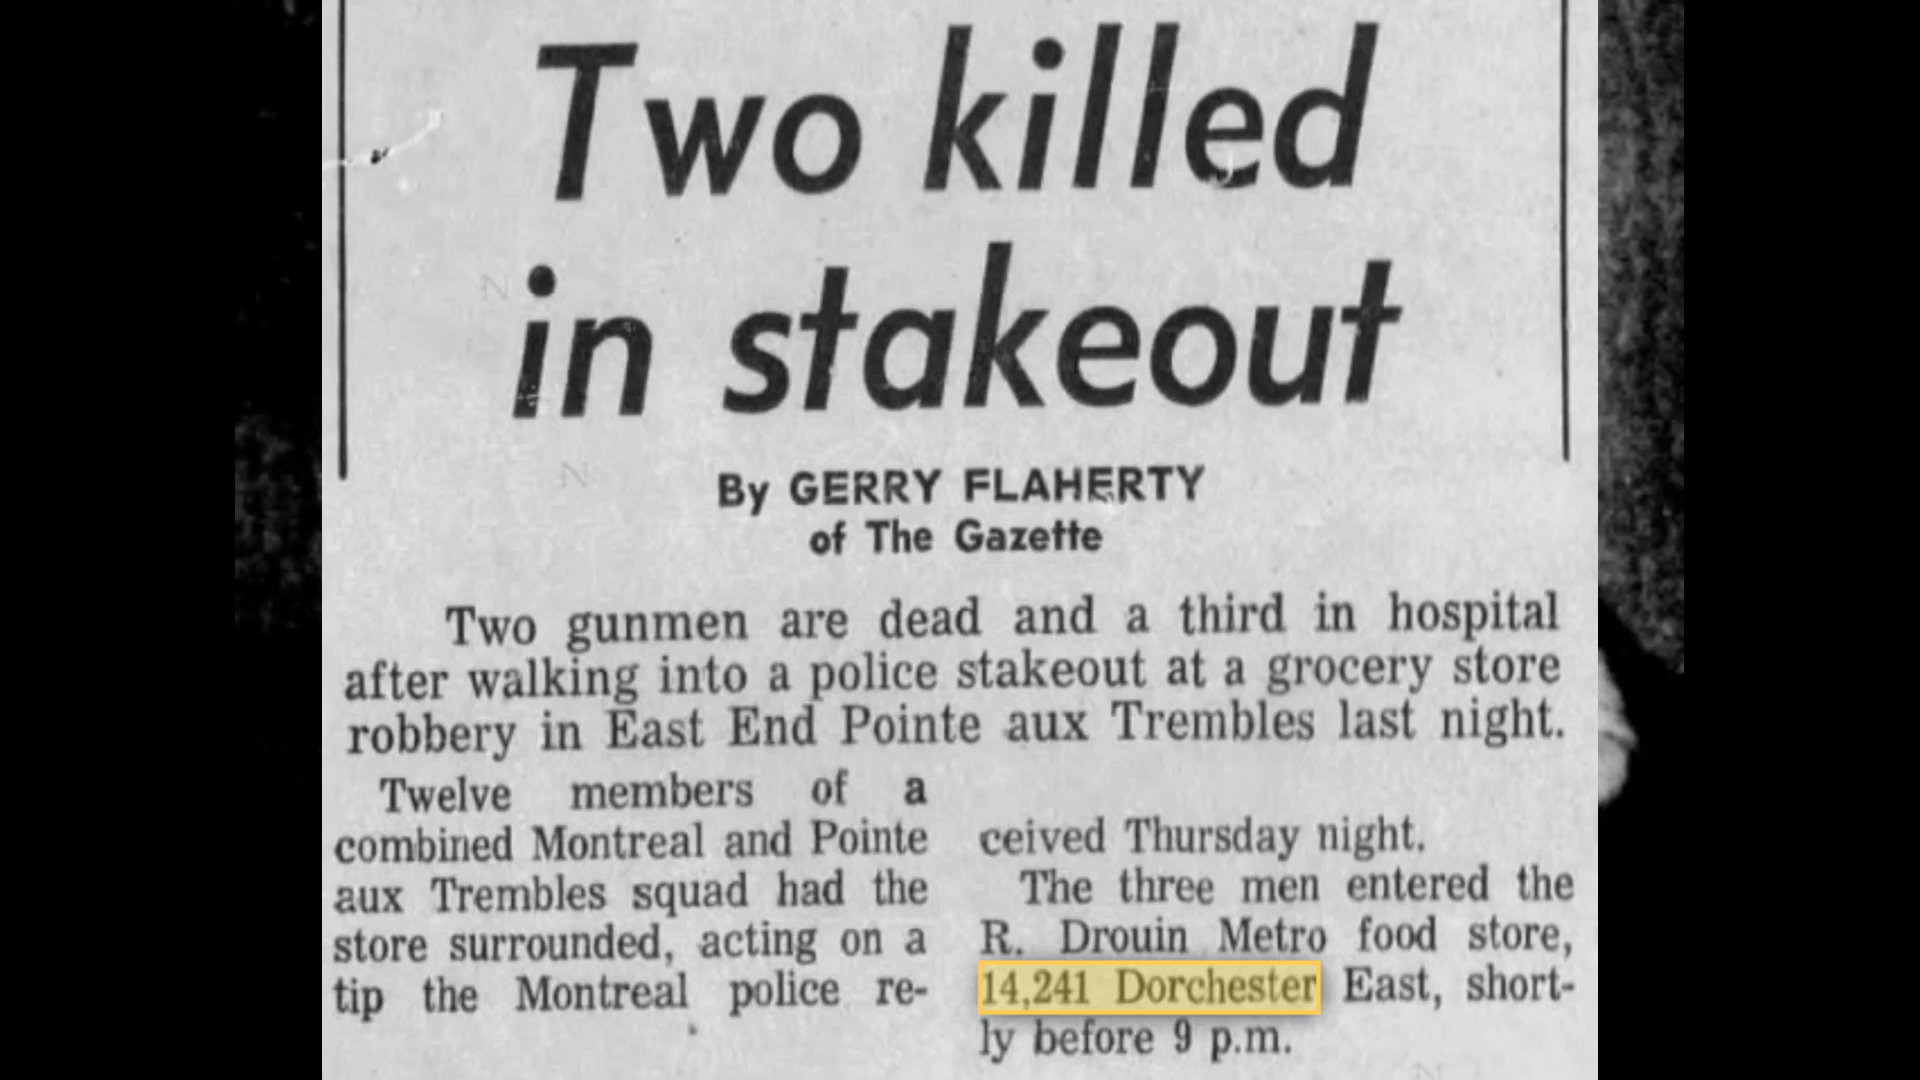 Two killed
in stakeout
By GERRY FLAHERTY
of The Gazette
Two gunmen are dead and a third in hospital
after walking into a police stakeout at a grocery store
robbery in East End Pointe aux Trembles last night.
Twelve members of a
combined Montreal and Pointe
aux Trembles squad had the
store surrounded, acting on a
tip the Montreal police re-
ceived Thursday night.
The three men entered the
R. Drouin Metro food store,
14,241 Dorchester East, short-
ly before 9 p.m.